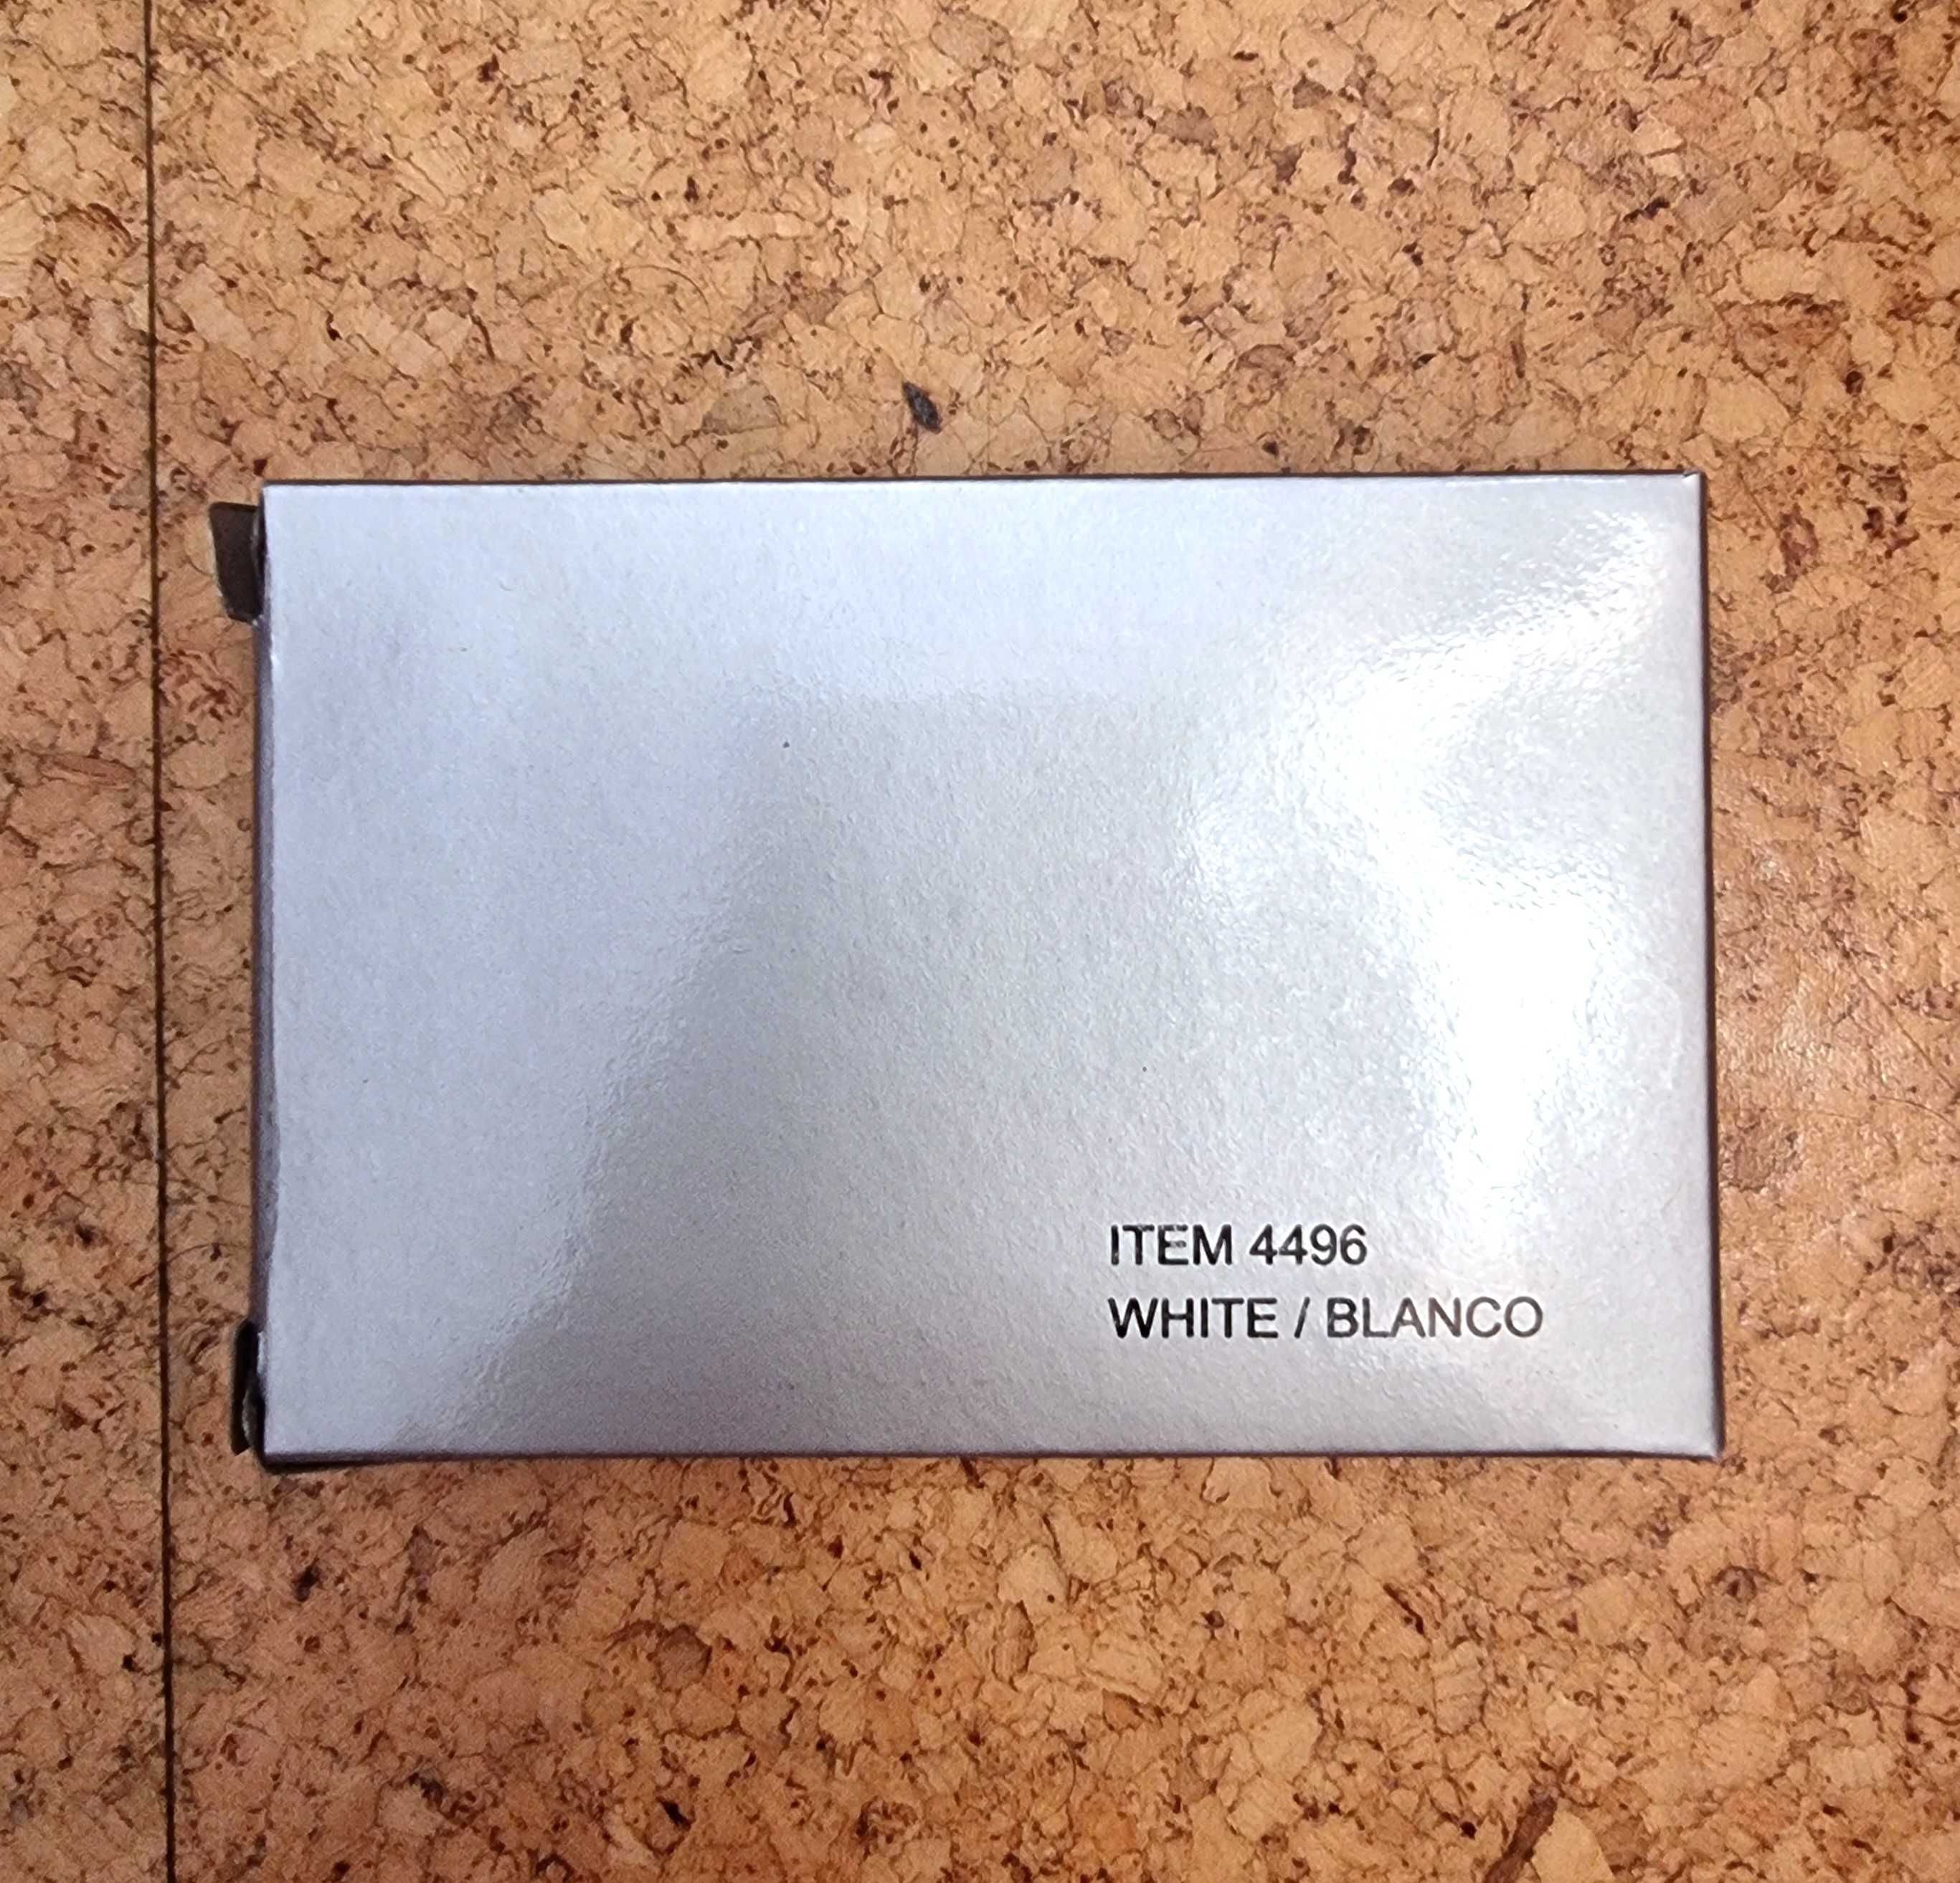 ITEM 4496
WHITE / BLANCO